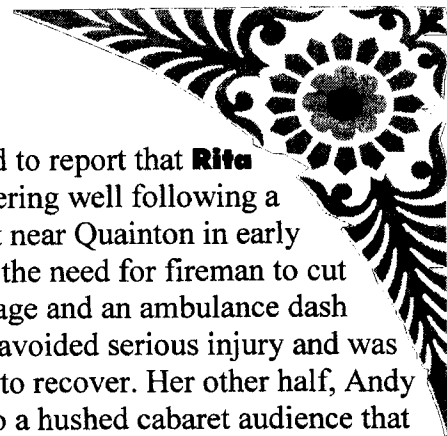 d to report that Rita
ering well following a
near Quainton in early
the need for fireman to cut
age and an ambulance dash
avoided serious injury and was
to recover. Her other half, Andy
a hushed cabaret audience that